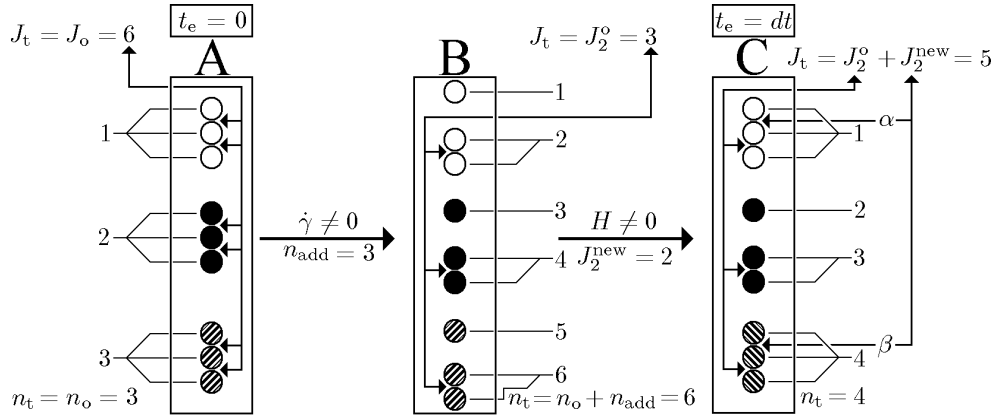 t_e = 0
t_e = dt
J_t = J_o = 6
A
B
C
J_t = J_2^o = 3
J_t = J_2^o + J_2^new = 5
1
2
3
n_t = n_o = 3
γ̇ ≠ 0
n_add = 3
1
2
3
4
5
6
n_t = n_o + n_add = 6
H ≠ 0
J_2^new = 2
α
1
2
3
β
4
n_t = 4